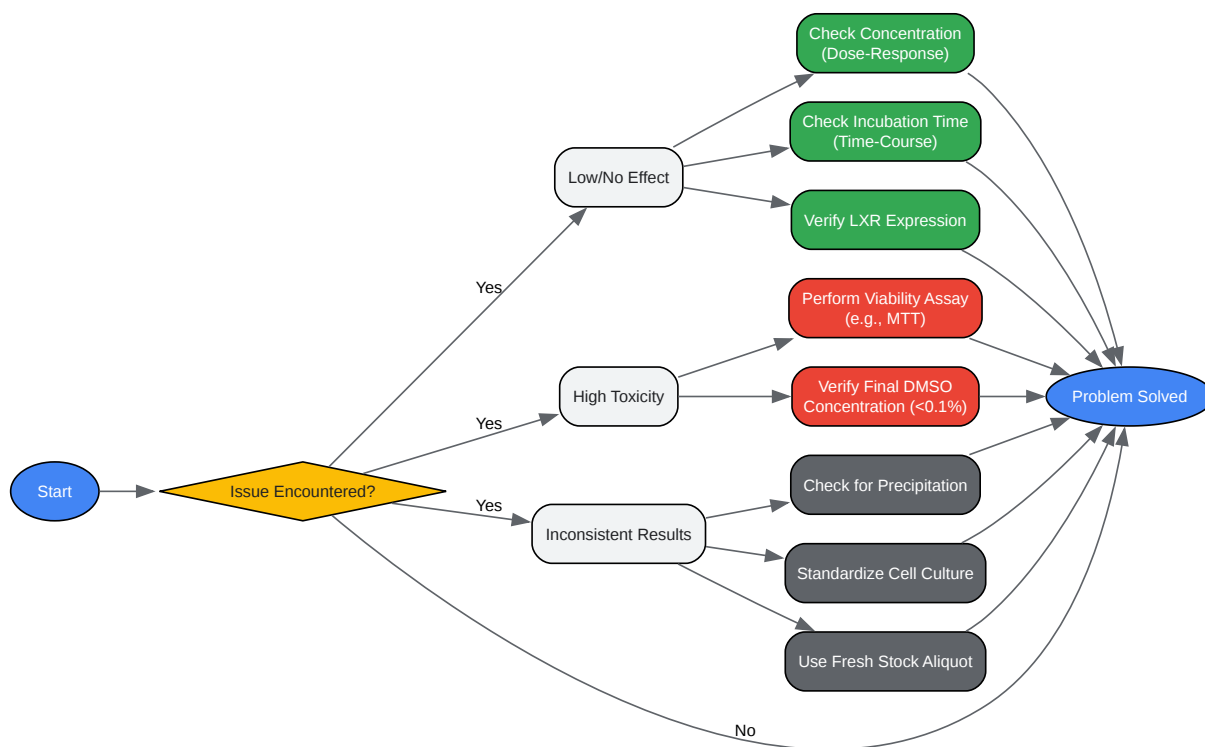 Start
Issue Encountered?
Yes
Yes
Yes
No
Low/No Effect
High Toxicity
Inconsistent Results
Check Concentration
(Dose-Response)
Check Incubation Time
(Time-Course)
Verify LXR Expression
Perform Viability Assay
(e.g., MTT)
Verify Final DMSO
Concentration (<0.1%)
Check for Precipitation
Standardize Cell Culture
Use Fresh Stock Aliquot
Problem Solved